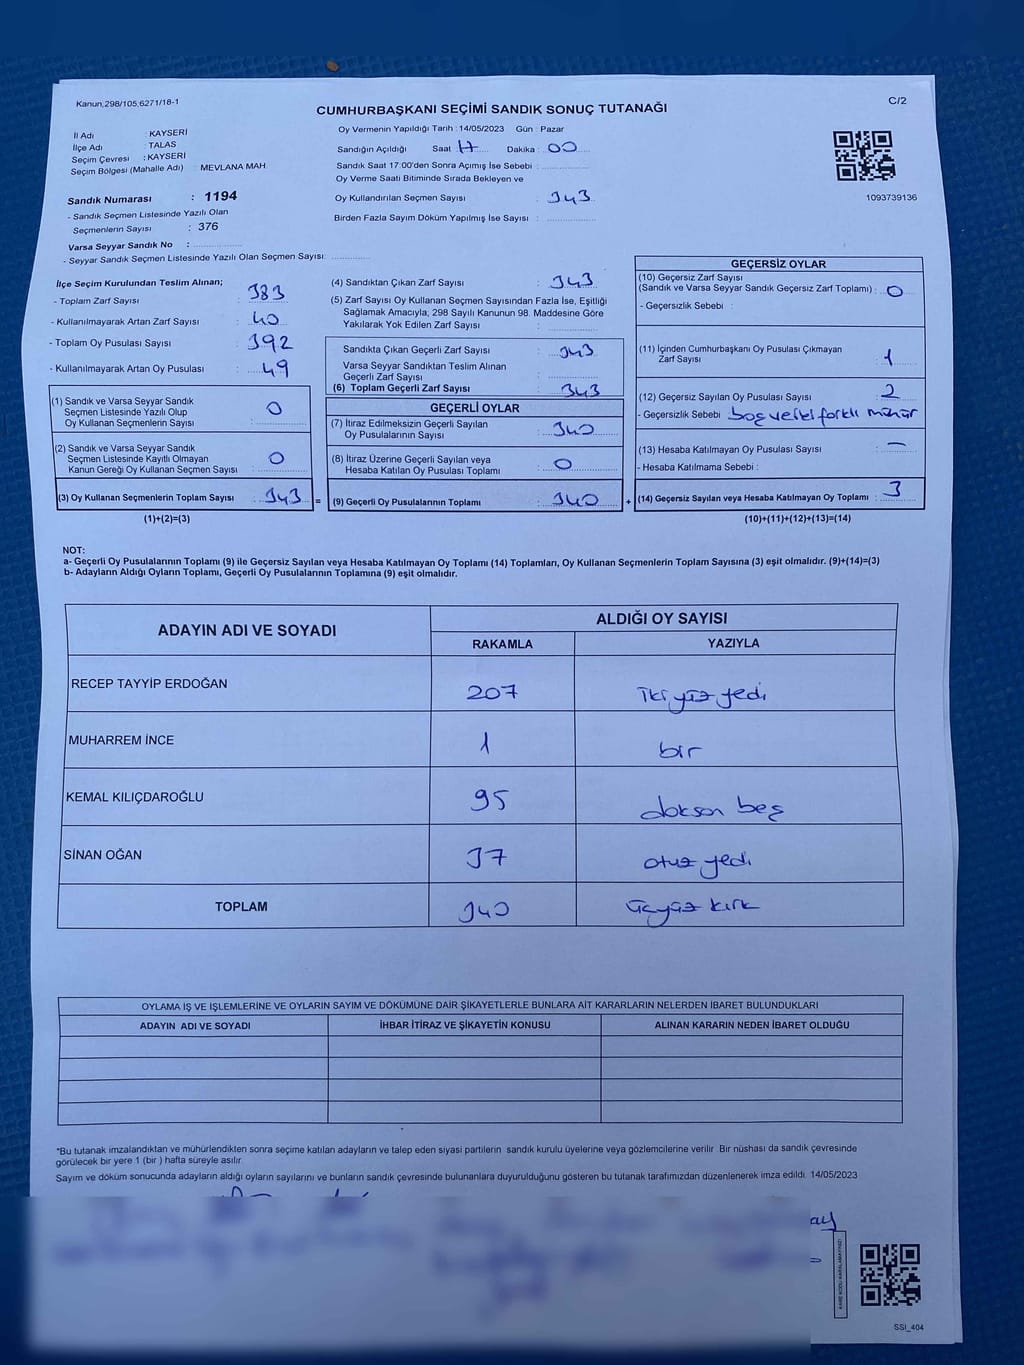 Kanun,298/105,6271/18-1
C/2
CUMHURBAŞKANI SEÇİMİ SANDIK SONUÇ TUTANAĞI
İl Adı : KAYSERİ
İlçe Adı : TALAS
Seçim Çevresi : KAYSERİ
Seçim Bölgesi (Mahalle Adı) : MEVLANA MAH.
Oy Vermenin Yapıldığı Tarih : 14/05/2023 Gün : Pazar
Sandığın Açıldığı Saat 17 Dakika : 00
Sandık Saat 17:00'den Sonra Açımış İse Sebebi :
Oy Verme Saati Bitiminde Sırada Bekleyen ve
Oy Kullandırılan Seçmen Sayısı : 343
Birden Fazla Sayım Döküm Yapılmış İse Sayısı :
1093739136
Sandık Numarası : 1194
- Sandık Seçmen Listesinde Yazılı Olan
Seçmenlerin Sayısı : 376
Varsa Seyyar Sandık No :
- Seyyar Sandık Seçmen Listesinde Yazılı Olan Seçmen Sayısı:
İlçe Seçim Kurulundan Teslim Alınan;
- Toplam Zarf Sayısı : 383
- Kullanılmayarak Artan Zarf Sayısı : 40
- Toplam Oy Pusulası Sayısı : 392
- Kullanılmayarak Artan Oy Pusulası : 49
(1) Sandık ve Varsa Seyyar Sandık
Seçmen Listesinde Yazılı Olup
Oy Kullanan Seçmenlerin Sayısı : 0
(2) Sandık ve Varsa Seyyar Sandık
Seçmen Listesinde Kayıtlı Olmayan
Kanun Gereği Oy Kullanan Seçmen Sayısı : 0
(3) Oy Kullanan Seçmenlerin Toplam Sayısı : 343 =
(1)+(2)=(3)
(4) Sandıktan Çıkan Zarf Sayısı : 343
(5) Zarf Sayısı Oy Kullanan Seçmen Sayısından Fazla İse, Eşitliği
Sağlamak Amacıyla; 298 Sayılı Kanunun 98. Maddesine Göre
Yakılarak Yok Edilen Zarf Sayısı :
Sandıkta Çıkan Geçerli Zarf Sayısı : 343
Varsa Seyyar Sandıktan Teslim Alınan
Geçerli Zarf Sayısı :
(6) Toplam Geçerli Zarf Sayısı : 343
GEÇERLİ OYLAR
(7) İtiraz Edilmeksizin Geçerli Sayılan
Oy Pusulalarının Sayısı : 340
(8) İtiraz Üzerine Geçerli Sayılan veya
Hesaba Katılan Oy Pusulası Toplamı : 0
(9) Geçerli Oy Pusulalarının Toplamı : 340 +
GEÇERSİZ OYLAR
(10) Geçersiz Zarf Sayısı
(Sandık ve Varsa Seyyar Sandık Geçersiz Zarf Toplamı) : 0
- Geçersizlik Sebebi :
(11) İçinden Cumhurbaşkanı Oy Pusulası Çıkmayan
Zarf Sayısı : 1
(12) Geçersiz Sayılan Oy Pusulası Sayısı : 2
- Geçersizlik Sebebi : boş ve iki farklı mühür
(13) Hesaba Katılmayan Oy Pusulası Sayısı : —
- Hesaba Katılmama Sebebi :
(14) Geçersiz Sayılan veya Hesaba Katılmayan Oy Toplamı : 3
(10)+(11)+(12)+(13)=(14)
NOT:
a- Geçerli Oy Pusulalarının Toplamı (9) ile Geçersiz Sayılan veya Hesaba Katılmayan Oy Toplamı (14) Toplamları, Oy Kullanan Seçmenlerin Toplam Sayısına (3) eşit olmalıdır. (9)+(14)=(3)
b- Adayların Aldığı Oyların Toplamı, Geçerli Oy Pusulalarının Toplamına (9) eşit olmalıdır.
ADAYIN ADI VE SOYADI ALDIĞI OY SAYISI
RAKAMLA YAZIYLA
RECEP TAYYİP ERDOĞAN 207 iki yüz yedi
MUHARREM İNCE 1 bir
KEMAL KILIÇDAROĞLU 95 doksan beş
SİNAN OĞAN 37 otuz yedi
TOPLAM 340 üçyüz kırk
OYLAMA İŞ VE İŞLEMLERİNE VE OYLARIN SAYIM VE DÖKÜMÜNE DAİR ŞİKAYETLERLE BUNLARA AİT KARARLARIN NELERDEN İBARET BULUNDUKLARI
ADAYIN ADI VE SOYADI İHBAR İTİRAZ VE ŞİKAYETİN KONUSU ALINAN KARARIN NEDEN İBARET OLDUĞU
*Bu tutanak imzalandıktan ve mühürlendikten sonra seçime katılan adayların ve talep eden siyasi partilerin sandık kurulu üyelerine veya gözlemcilerine verilir. Bir nüshası da sandık çevresinde
görülecek bir yere 1 (bir ) hafta süreyle asılır.
Sayım ve döküm sonucunda adayların aldığı oyların sayılarını ve bunların sandık çevresinde bulunanlara duyurulduğunu gösteren bu tutanak tarafımızdan düzenlenerek imza edildi. 14/05/2023
KARE KODU KARALAMAYINIZ!
SSI_404